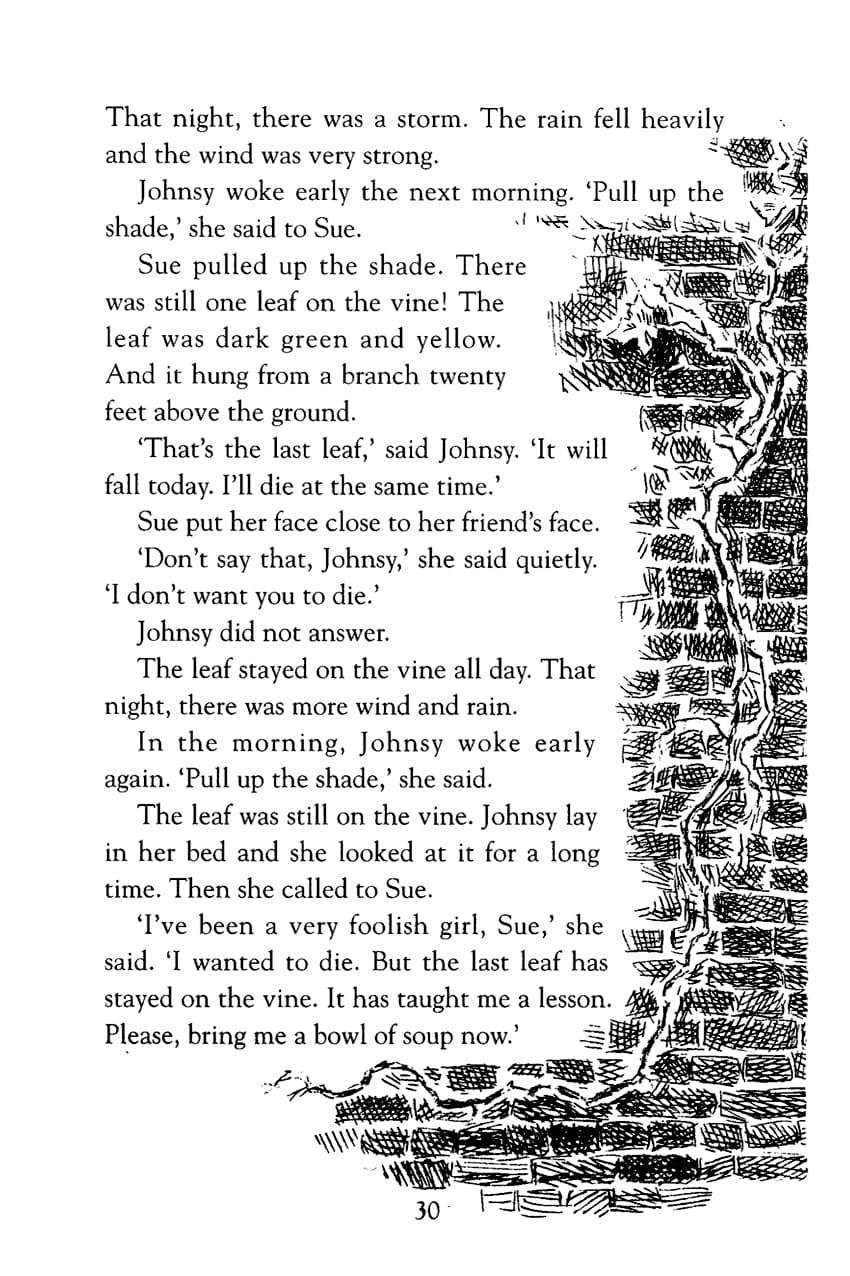 That night, there was a storm. The rain fell heavily
and the wind was very strong.
Johnsy woke early the next morning. ‘Pull up the
shade,’ she said to Sue.
Sue pulled up the shade. There
was still one leaf on the vine! The
leaf was dark green and yellow.
And it hung from a branch twenty
feet above the ground.
‘That’s the last leaf,’ said Johnsy. ‘It will
fall today. I’ll die at the same time.’
Sue put her face close to her friend’s face.
‘Don’t say that, Johnsy,’ she said quietly.
‘I don’t want you to die.’
Johnsy did not answer.
The leaf stayed on the vine all day. That
night, there was more wind and rain.
In the morning, Johnsy woke early
again. ‘Pull up the shade,’ she said.
The leaf was still on the vine. Johnsy lay
in her bed and she looked at it for a long
time. Then she called to Sue.
‘I’ve been a very foolish girl, Sue,’ she
said. ‘I wanted to die. But the last leaf has
stayed on the vine. It has taught me a lesson.
Please, bring me a bowl of soup now.’
30